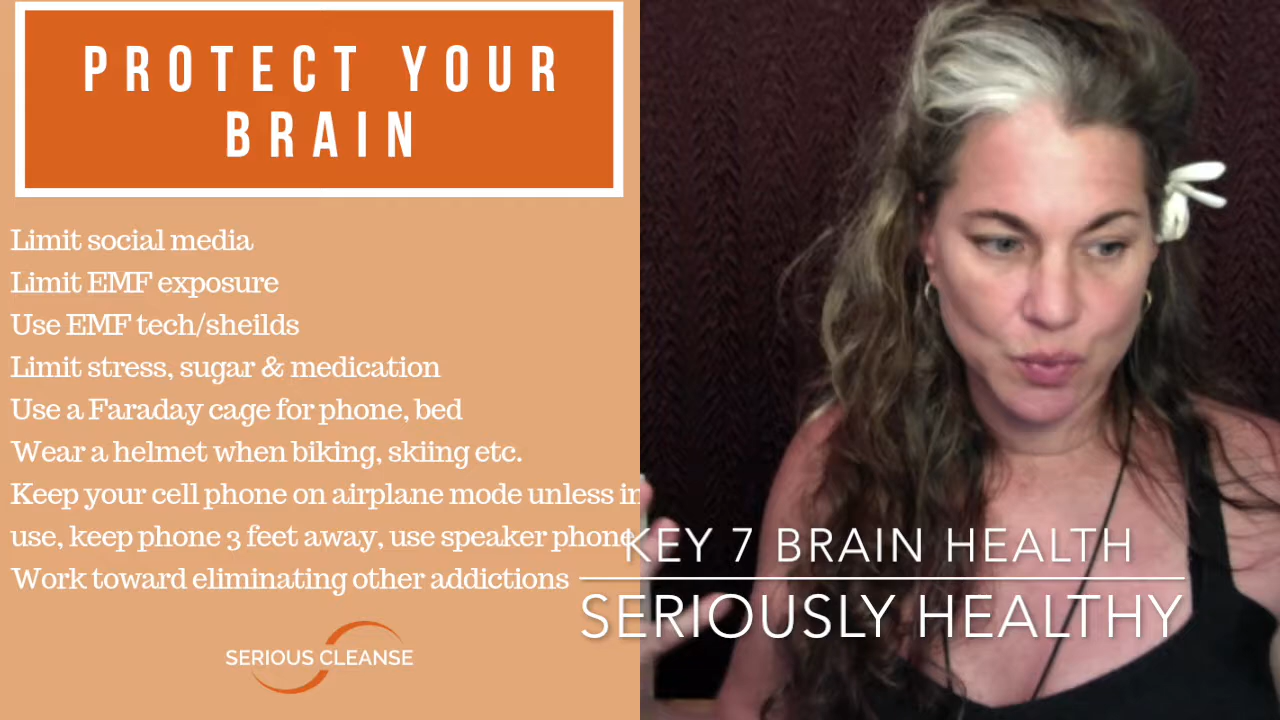 PROTECT YOUR
BRAIN
Limit social media
Limit EMF exposure
Use EMF tech/sheilds
Limit stress, sugar & medication
Use a Faraday cage for phone, bed
Wear a helmet when biking, skiing etc.
Keep your cell phone on airplane mode unless in
use, keep phone 3 feet away, use speaker phone
Work toward eliminating other addictions
SERIOUS CLEANSE
KEY 7 BRAIN HEALTH
SERIOUSLY HEALTHY